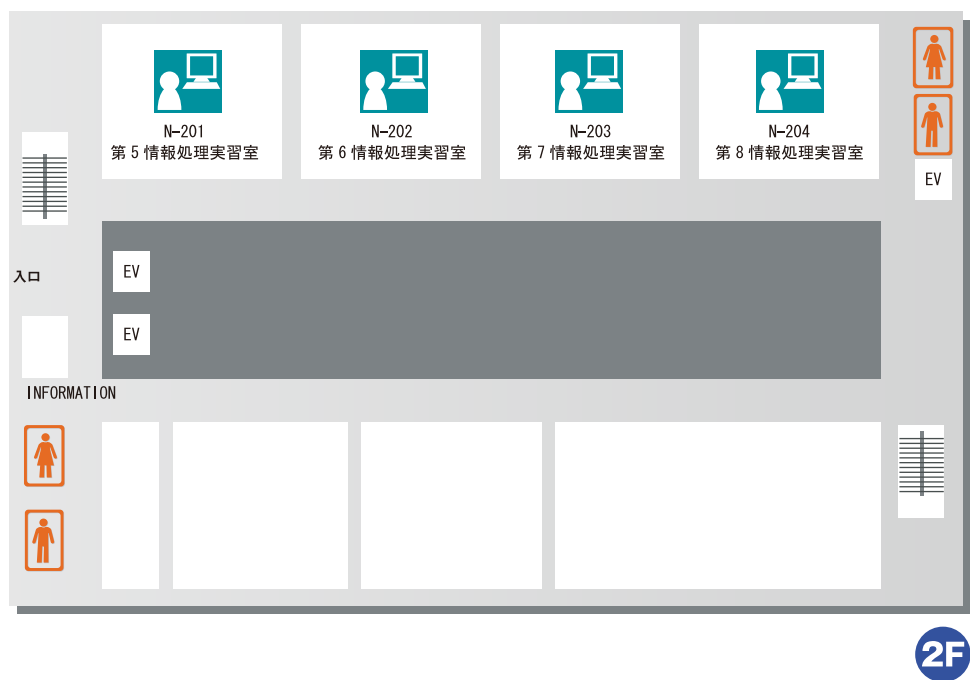 N-201
第5情報処理実習室
N-202
第6情報処理実習室
N-203
第7情報処理実習室
N-204
第8情報処理実習室
EV
入口
EV
EV
INFORMATION
2F